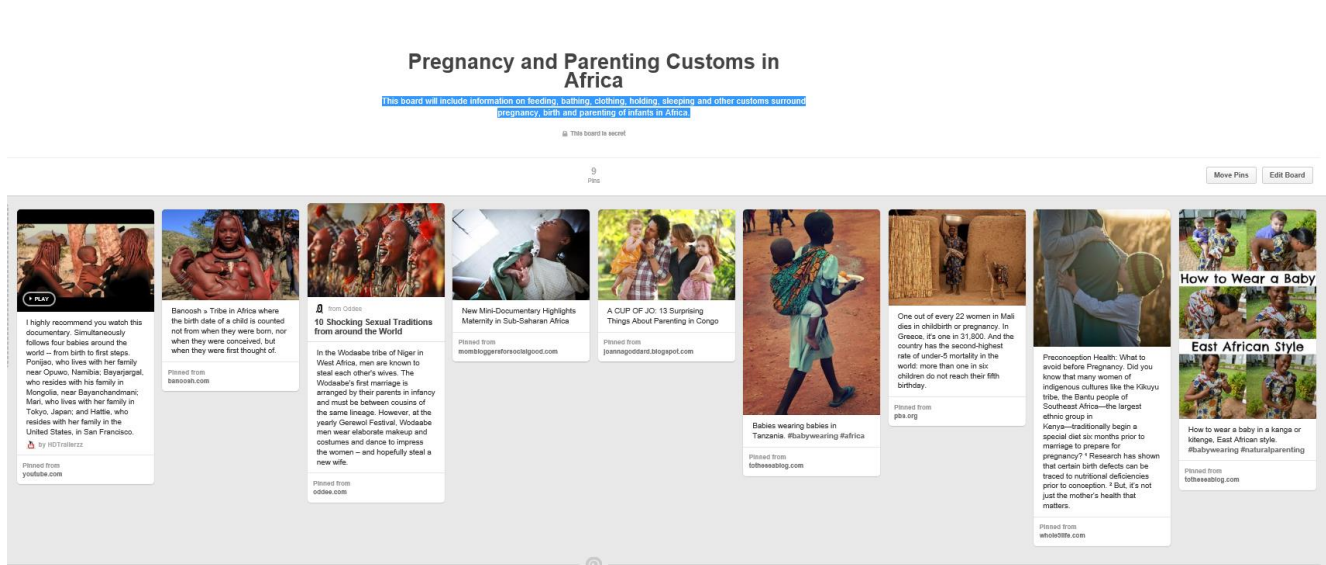 Pregnancy and Parenting Customs in
Africa
This board will include information on feeding, bathing, clothing, holding, sleeping and other customs surround
pregnancy, birth and parenting of infants in Africa.
This board is secret
9
Pins
Move Pins
Edit Board
PLAY
I highly recommend you watch this
documentary. Simultaneously
follows four babies around the
world -- from birth to first steps.
Ponijao, who lives with her family
near Opuwo, Namibia; Bayarjargal,
who resides with his family in
Mongolia, near Bayanchandmani;
Mari, who lives with her family in
Tokyo, Japan; and Hattie, who
resides with her family in the
United States, in San Francisco.
by HDTrailerzz
Pinned from
youtube.com
Banoosh » Tribe in Africa where
the birth date of a child is counted
not from when they were born, nor
when they were conceived, but
when they were first thought of.
Pinned from
banoosh.com
from Oddee
10 Shocking Sexual Traditions
from around the World
In the Wodaabe tribe of Niger in
West Africa, men are known to
steal each other's wives. The
Wodaabe's first marriage is
arranged by their parents in infancy
and must be between cousins of
the same lineage. However, at the
yearly Gerewol Festival, Wodaabe
men wear elaborate makeup and
costumes and dance to impress
the women – and hopefully steal a
new wife.
Pinned from
oddee.com
New Mini-Documentary Highlights
Maternity in Sub-Saharan Africa
Pinned from
mombloggersforsocialgood.com
A CUP OF JO: 13 Surprising
Things About Parenting in Congo
Pinned from
joannagoddard.blogspot.com
Babies wearing babies in
Tanzania. #babywearing #africa
Pinned from
totheseablog.com
One out of every 22 women in Mali
dies in childbirth or pregnancy. In
Greece, it's one in 31,800. And the
country has the second-highest
rate of under-5 mortality in the
world: more than one in six
children do not reach their fifth
birthday.
Pinned from
pbs.org
Preconception Health: What to
avoid before Pregnancy. Did you
know that many women of
indigenous cultures like the Kikuyu
tribe, the Bantu people of
Southeast Africa—the largest
ethnic group in
Kenya—traditionally begin a
special diet six months prior to
marriage to prepare for
pregnancy? ¹ Research has shown
that certain birth defects can be
traced to nutritional deficiencies
prior to conception. ² But, it's not
just the mother's health that
matters.
Pinned from
whole9life.com
How to Wear a Baby
East African Style
How to wear a baby in a kanga or
kitenge, East African style.
#babywearing #naturalparenting
Pinned from
totheseablog.com